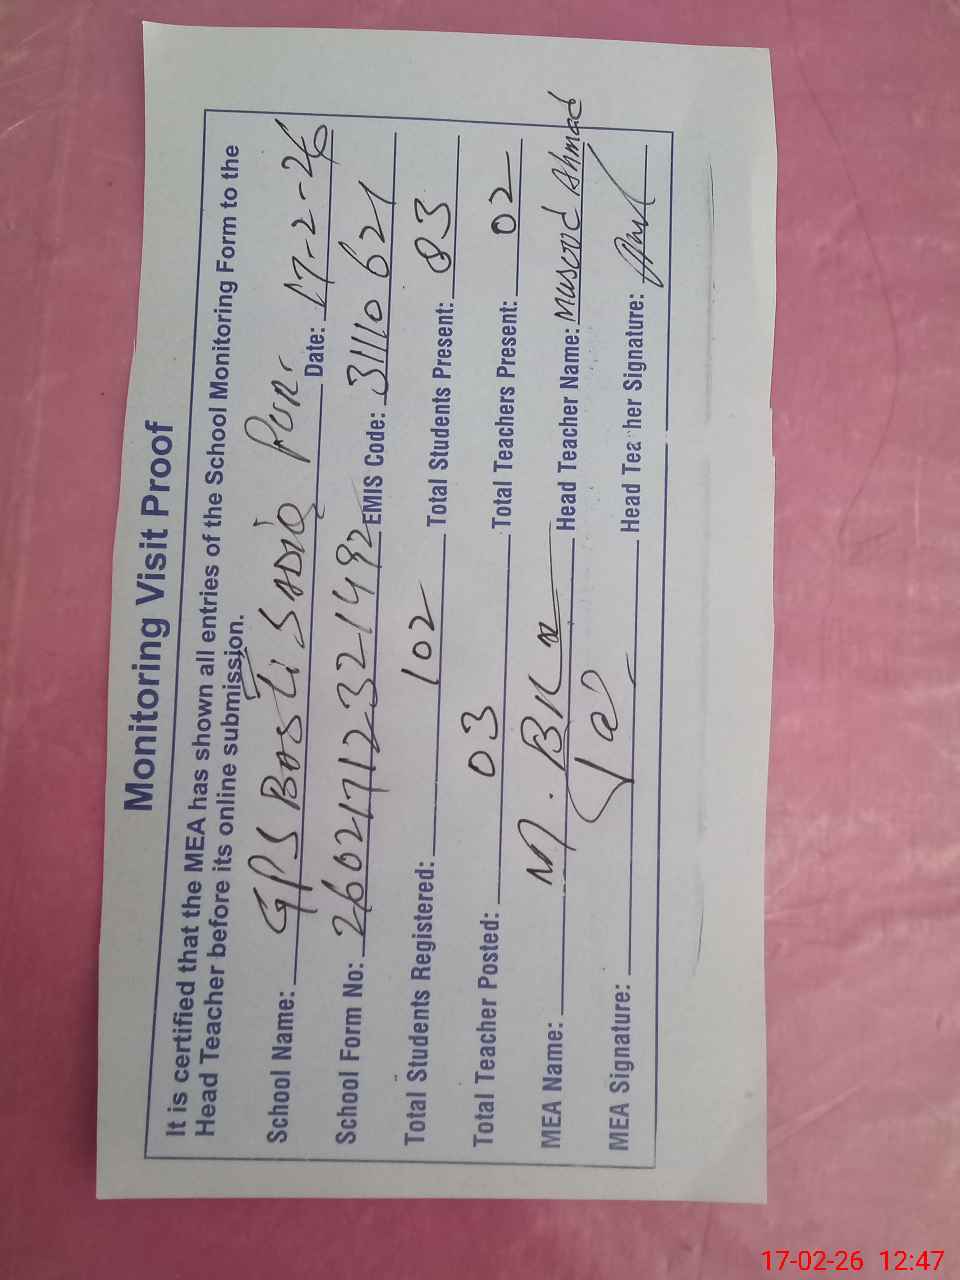 Monitoring Visit Proof
It is certified that the MEA has shown all entries of the School Monitoring Form to the
Head Teacher before its online submission.
School Name: GPS Basti SADIQ PUR. Date: 17-2-26
School Form No: 260217112321492 EMIS Code: 31110621
Total Students Registered: 102 Total Students Present: 83
Total Teacher Posted: 03 Total Teachers Present: 02
MEA Name: M. Head Teacher Name: Masood Ahmad
MEA Signature: Head Teacher Signature:
17-02-26 12:47